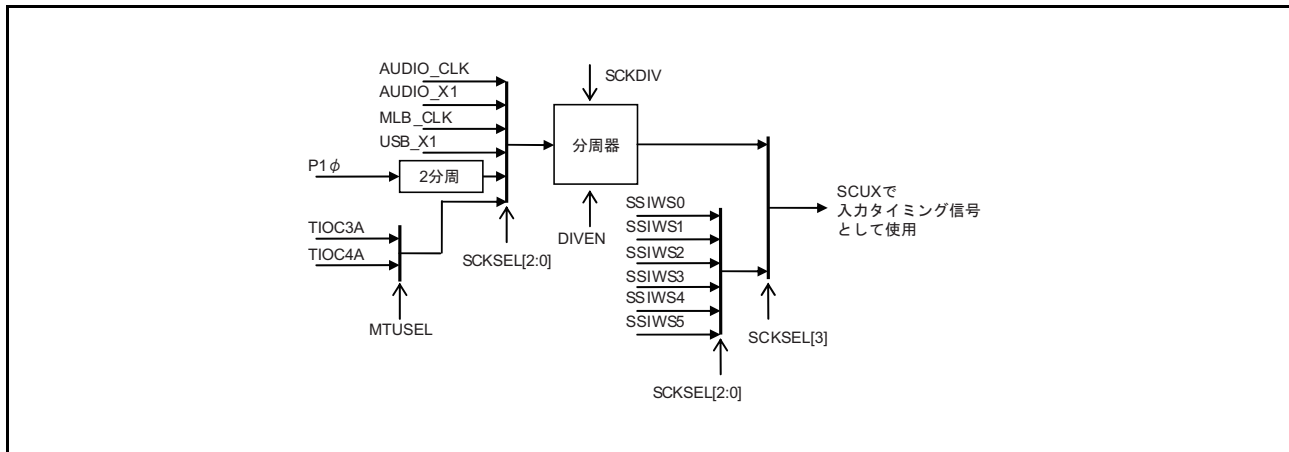 AUDIO_CLK
AUDIO_X1
MLB_CLK
USB_X1
P1φ
2分周
TIOC3A
TIOC4A
MTUSEL
SCKSEL[2:0]
SCKDIV
分周器
DIVEN
SSIWS0
SSIWS1
SSIWS2
SSIWS3
SSIWS4
SSIWS5
SCKSEL[2:0]
SCKSEL[3]
SCUXで
入力タイミング信号
として使用